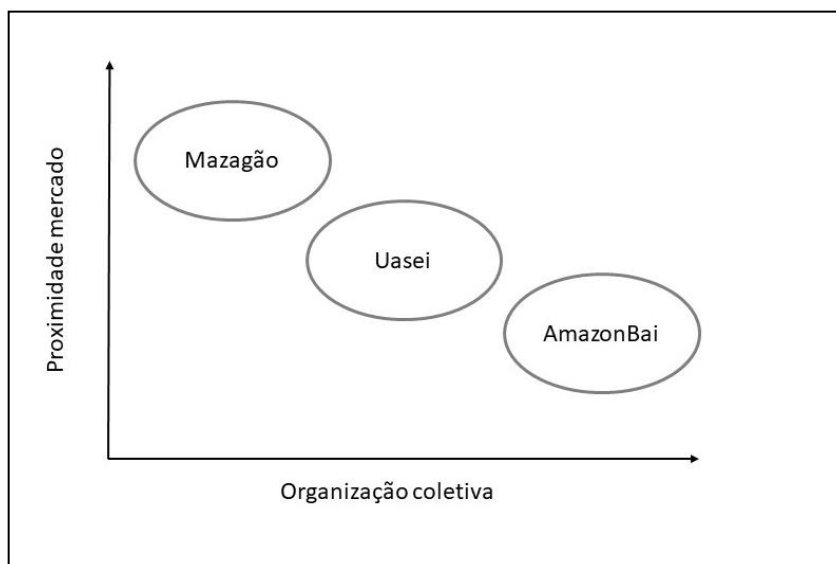 Mazagão
Uasei
AmazonBai
Proximidade mercado
Organização coletiva